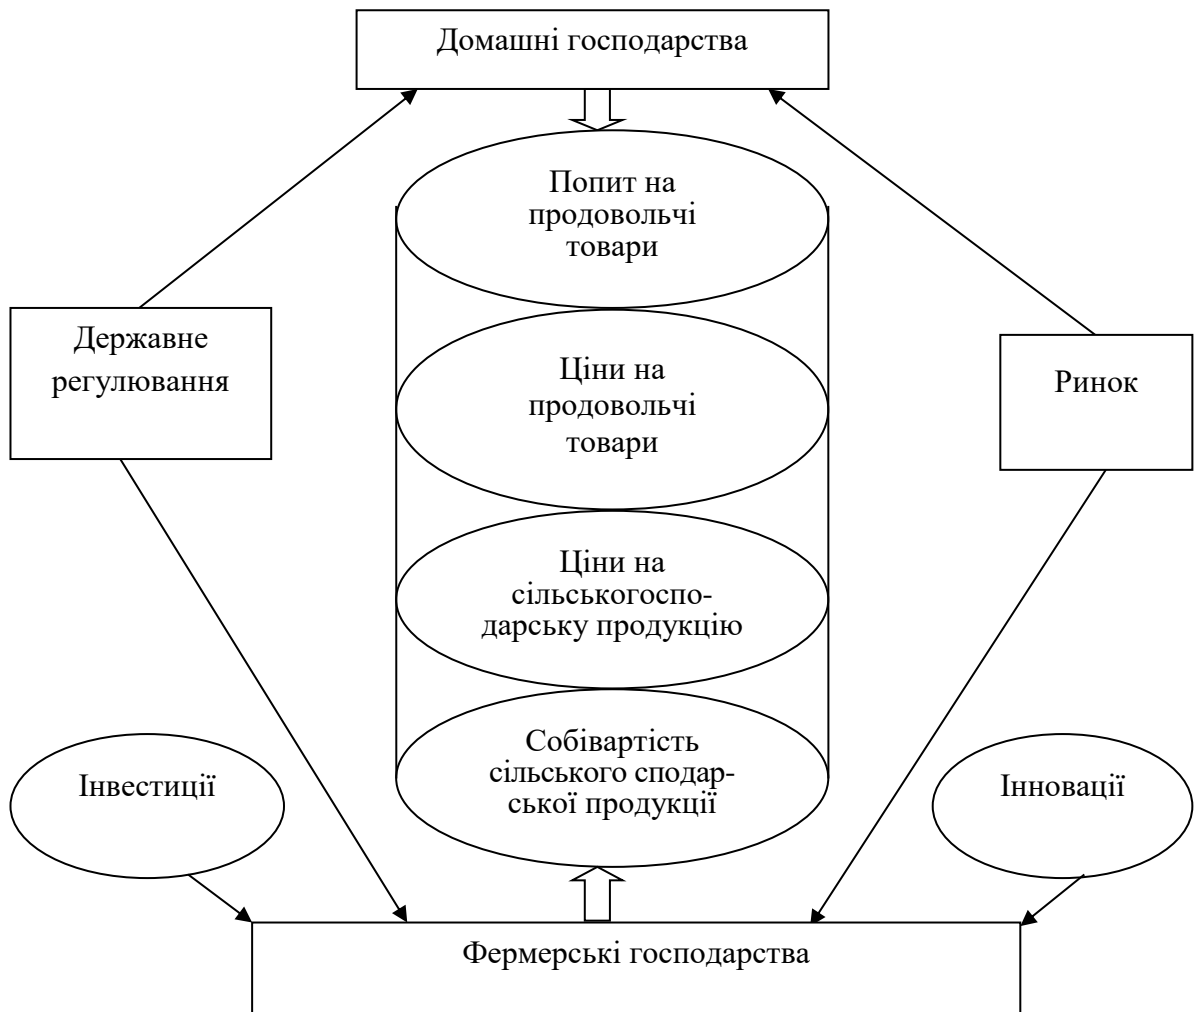 Домашні господарства
Попит на
продовольчі
товари
Державне
регулювання
Ціни на
продовольчі
товари
Ринок
Ціни на
сільськогоспо-
дарську продукцію
Собівартість
сільського сподар-
ської продукції
Інвестиції
Інновації
Фермерські господарства